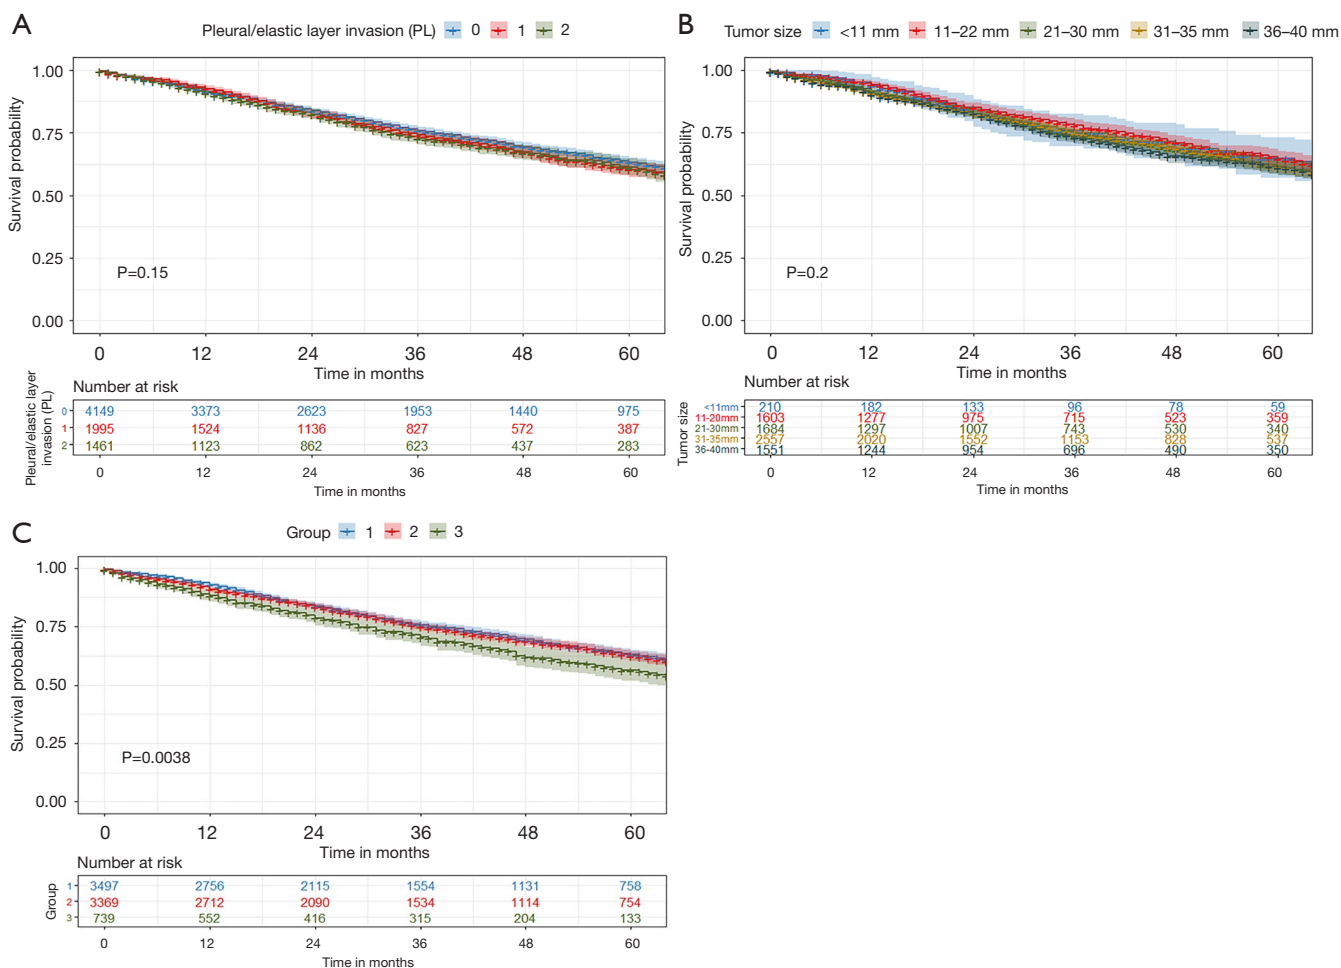 A
Pleural/elastic layer invasion (PL) 0 1 2
Survival probability
1.00
0.75
0.50
0.25
0.00
P=0.15
0 12 24 36 48 60
Time in months
Number at risk
Pleural/elastic layer
invasion (PL)
0 4149 3373 2623 1953 1440 975
1 1995 1524 1136 827 572 387
2 1461 1123 862 623 437 283
0 12 24 36 48 60
Time in months
B
Tumor size <11 mm 11–22 mm 21–30 mm 31–35 mm 36–40 mm
Survival probability
1.00
0.75
0.50
0.25
0.00
P=0.2
0 12 24 36 48 60
Time in months
Number at risk
Tumor size
<11mm 210 182 133 96 78 59
11-20mm 1603 1277 975 715 523 359
21-30mm 1684 1297 1007 743 530 340
31-35mm 2557 2020 1552 1153 828 537
36-40mm 1551 1244 954 696 490 350
0 12 24 36 48 60
Time in months
C
Group 1 2 3
Survival probability
1.00
0.75
0.50
0.25
0.00
P=0.0038
0 12 24 36 48 60
Time in months
Number at risk
Group
1 3497 2756 2115 1554 1131 758
2 3369 2712 2090 1534 1114 754
3 739 552 416 315 204 133
0 12 24 36 48 60
Time in months